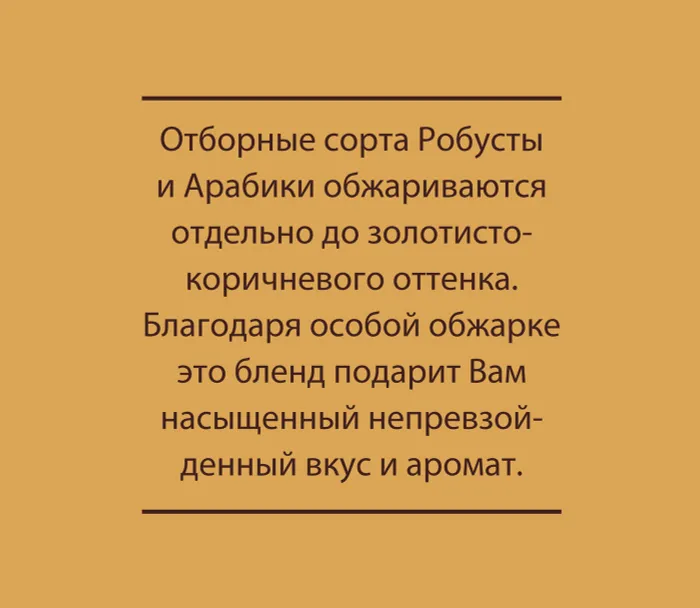 Отборные сорта Робусты
и Арабики обжариваются
отдельно до золотисто-
коричневого оттенка.
Благодаря особой обжарке
это бленд подарит Вам
насыщенный непревзой-
денный вкус и аромат.